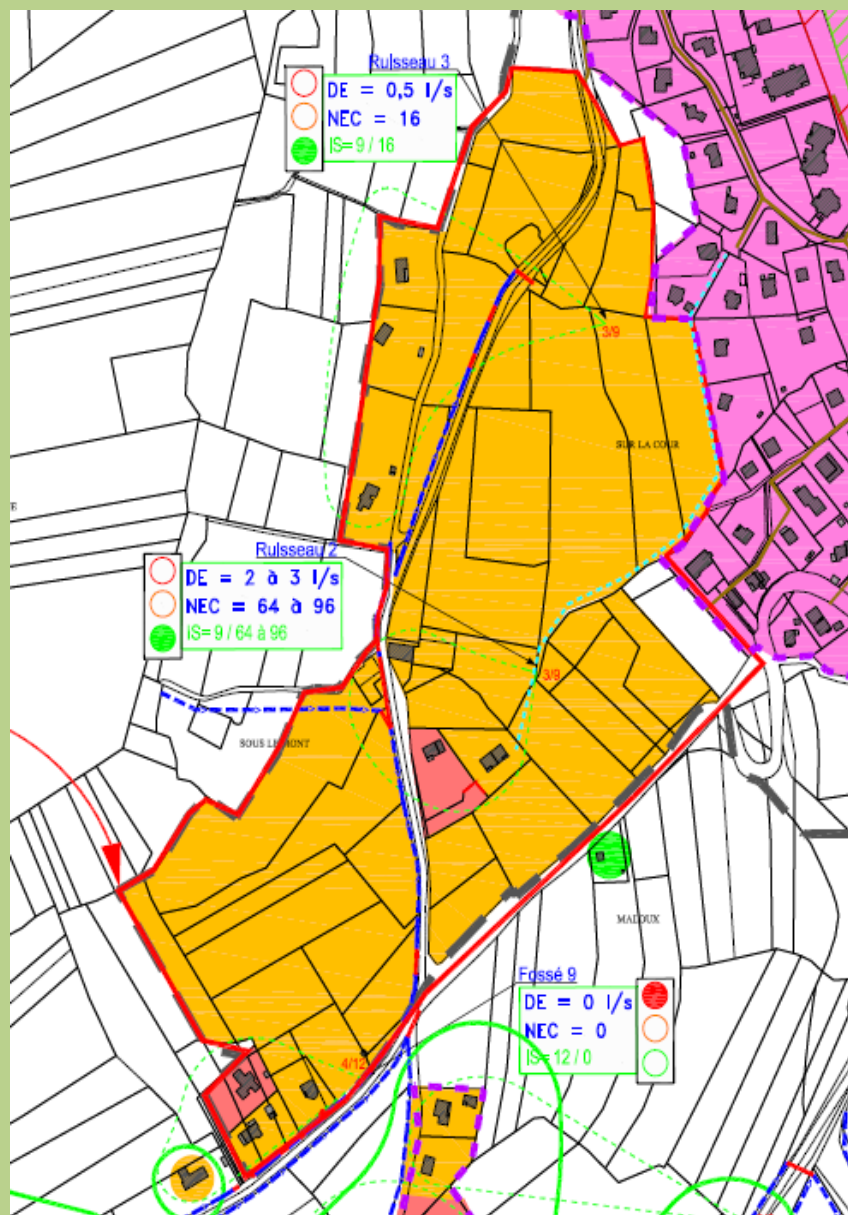 Ruisseau 3
DE = 0,5 l/s
NEC = 16
IS= 9 / 16
3/9
SUR LA COUR
TE
Ruisseau 2
DE = 2 à 3 l/s
NEC = 64 à 96
IS= 9 / 64 à 96
3/9
SOUS LE MONT
MADOUX
Fossé 9
DE = 0 l/s
NEC = 0
IS= 12 / 0
4/12